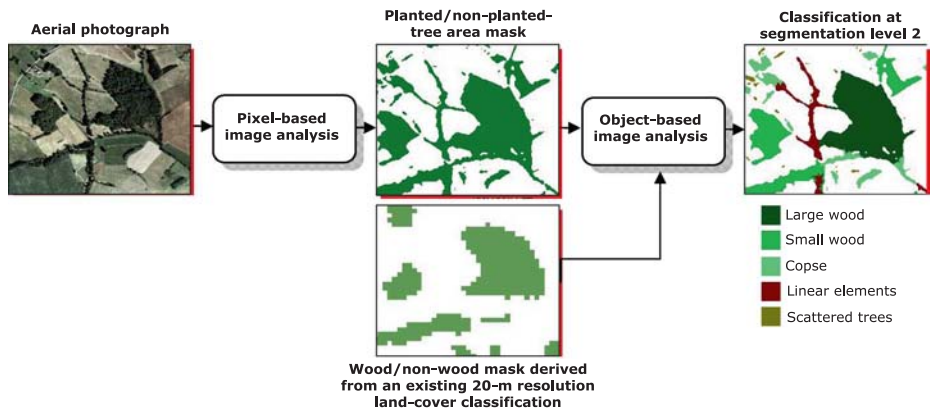 Aerial photograph
Planted/non-planted-
tree area mask
Classification at
segmentation level 2
Pixel-based
image analysis
Object-based
image analysis
Large wood
Small wood
Copse
Linear elements
Scattered trees
Wood/non-wood mask derived
from an existing 20-m resolution
land-cover classification